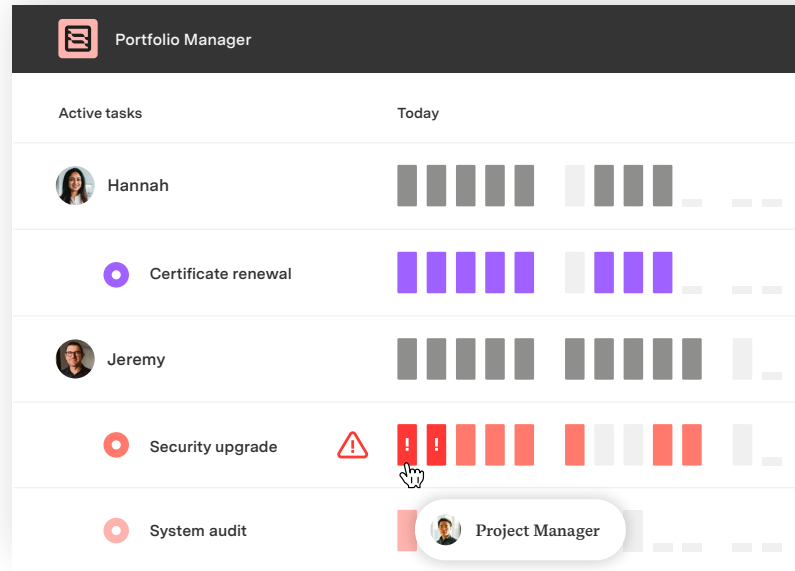 Portfolio Manager
Active tasks
Today
Hannah
Certificate renewal
Jeremy
Security upgrade
! ! !
System audit
Project Manager